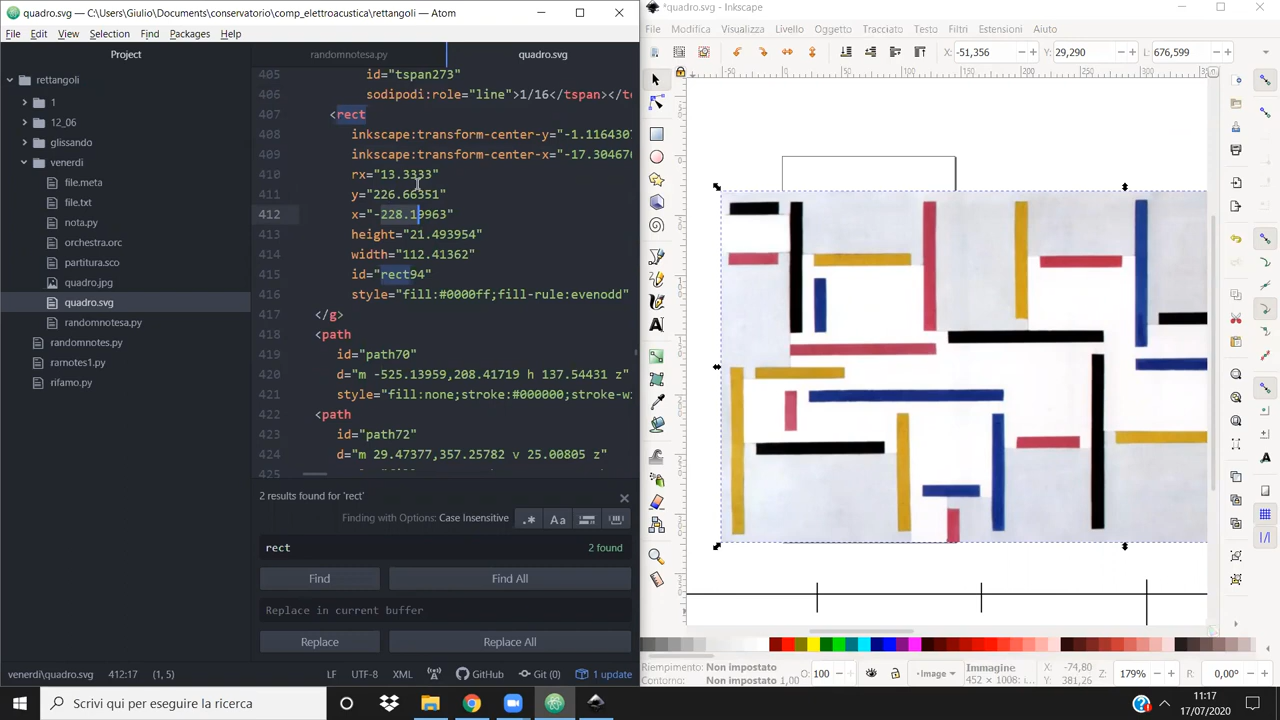 quadro.svg — C:\Users\Giulio\Documents\conservatorio\comp_elettroacustica\rettangoli — Atom
File Edit View Selection Find Packages Help
Project
randomnotesa.py
quadro.svg
rettangoli
1
12_06
glissando
venerdi
file.meta
file.txt
nota.py
orchestra.orc
partitura.sco
quadro.jpg
quadro.svg
randomnotesa.py
randomnotes.py
ramotes1.py
rifamo.py
405 id="tspan273"
406 sodipodi:role="line">1/16</tspan></te
407 <rect
408 inkscape:transform-center-y="-1.1164307
409 inkscape:transform-center-x="-17.304676
410 rx="13.3333"
411 y="226.66351"
412 x="-228.19963"
413 height="21.493954"
414 width="112.41362"
415 id="rect94"
416 style="fill:#0000ff;fill-rule:evenodd"
417 </g>
418 <path
419 id="path70"
420 d="m -525.13959,208.41719 h 137.54431 z"
421 style="fill:none;stroke:#000000;stroke-wi
422 <path
423 id="path72"
424 d="m 29.47377,357.25782 v 25.00805 z"
2 results found for 'rect'
Finding with Options: Case Insensitive
.* Aa
rect 2 found
Find Find All
Replace in current buffer
Replace Replace All
venerdi\quadro.svg 412:17 (1, 5) LF UTF-8 XML GitHub Git (0) 1 update
*quadro.svg - Inkscape
File Modifica Visualizza Livello Oggetto Tracciato Testo Filtri Estensioni Aiuto
X: -51,356 Y: 29,290 L: 676,599
Riempimento: Non impostato
Contorno: Non impostato 1,00
O: 100
-Image
Immagine
452 × 1008:
X: -74,80
Y: 381,26
Z: 179% R: 0,00°
Scrivi qui per eseguire la ricerca
11:17
17/07/2020